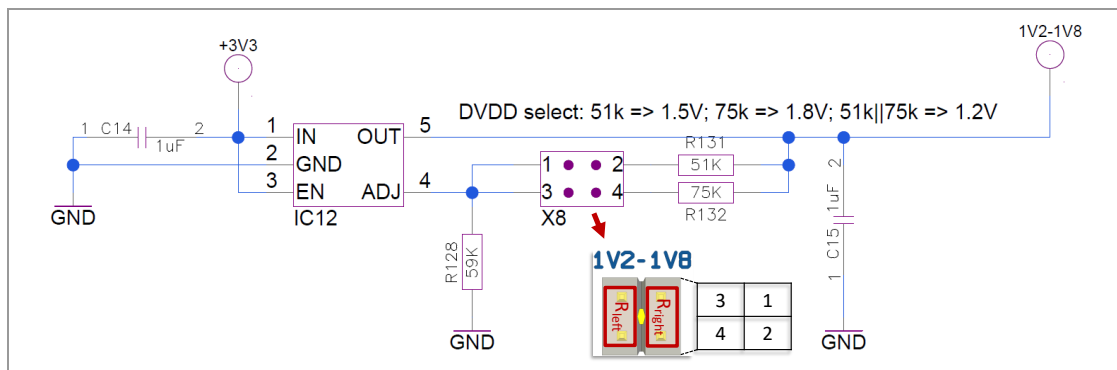 +3V3
1V2-1V8
DVDD select: 51k => 1.5V; 75k => 1.8V; 51k||75k => 1.2V
1 C14 2
1uF
1 IN OUT 5
2 GND
3 EN ADJ 4
IC12
GND
R131
1 2 51K
3 4 75K
X8 R132
R128
59K
GND
2
1uF
C15
1
GND
1V2-1V8
Rleft
Rright
3 1
4 2